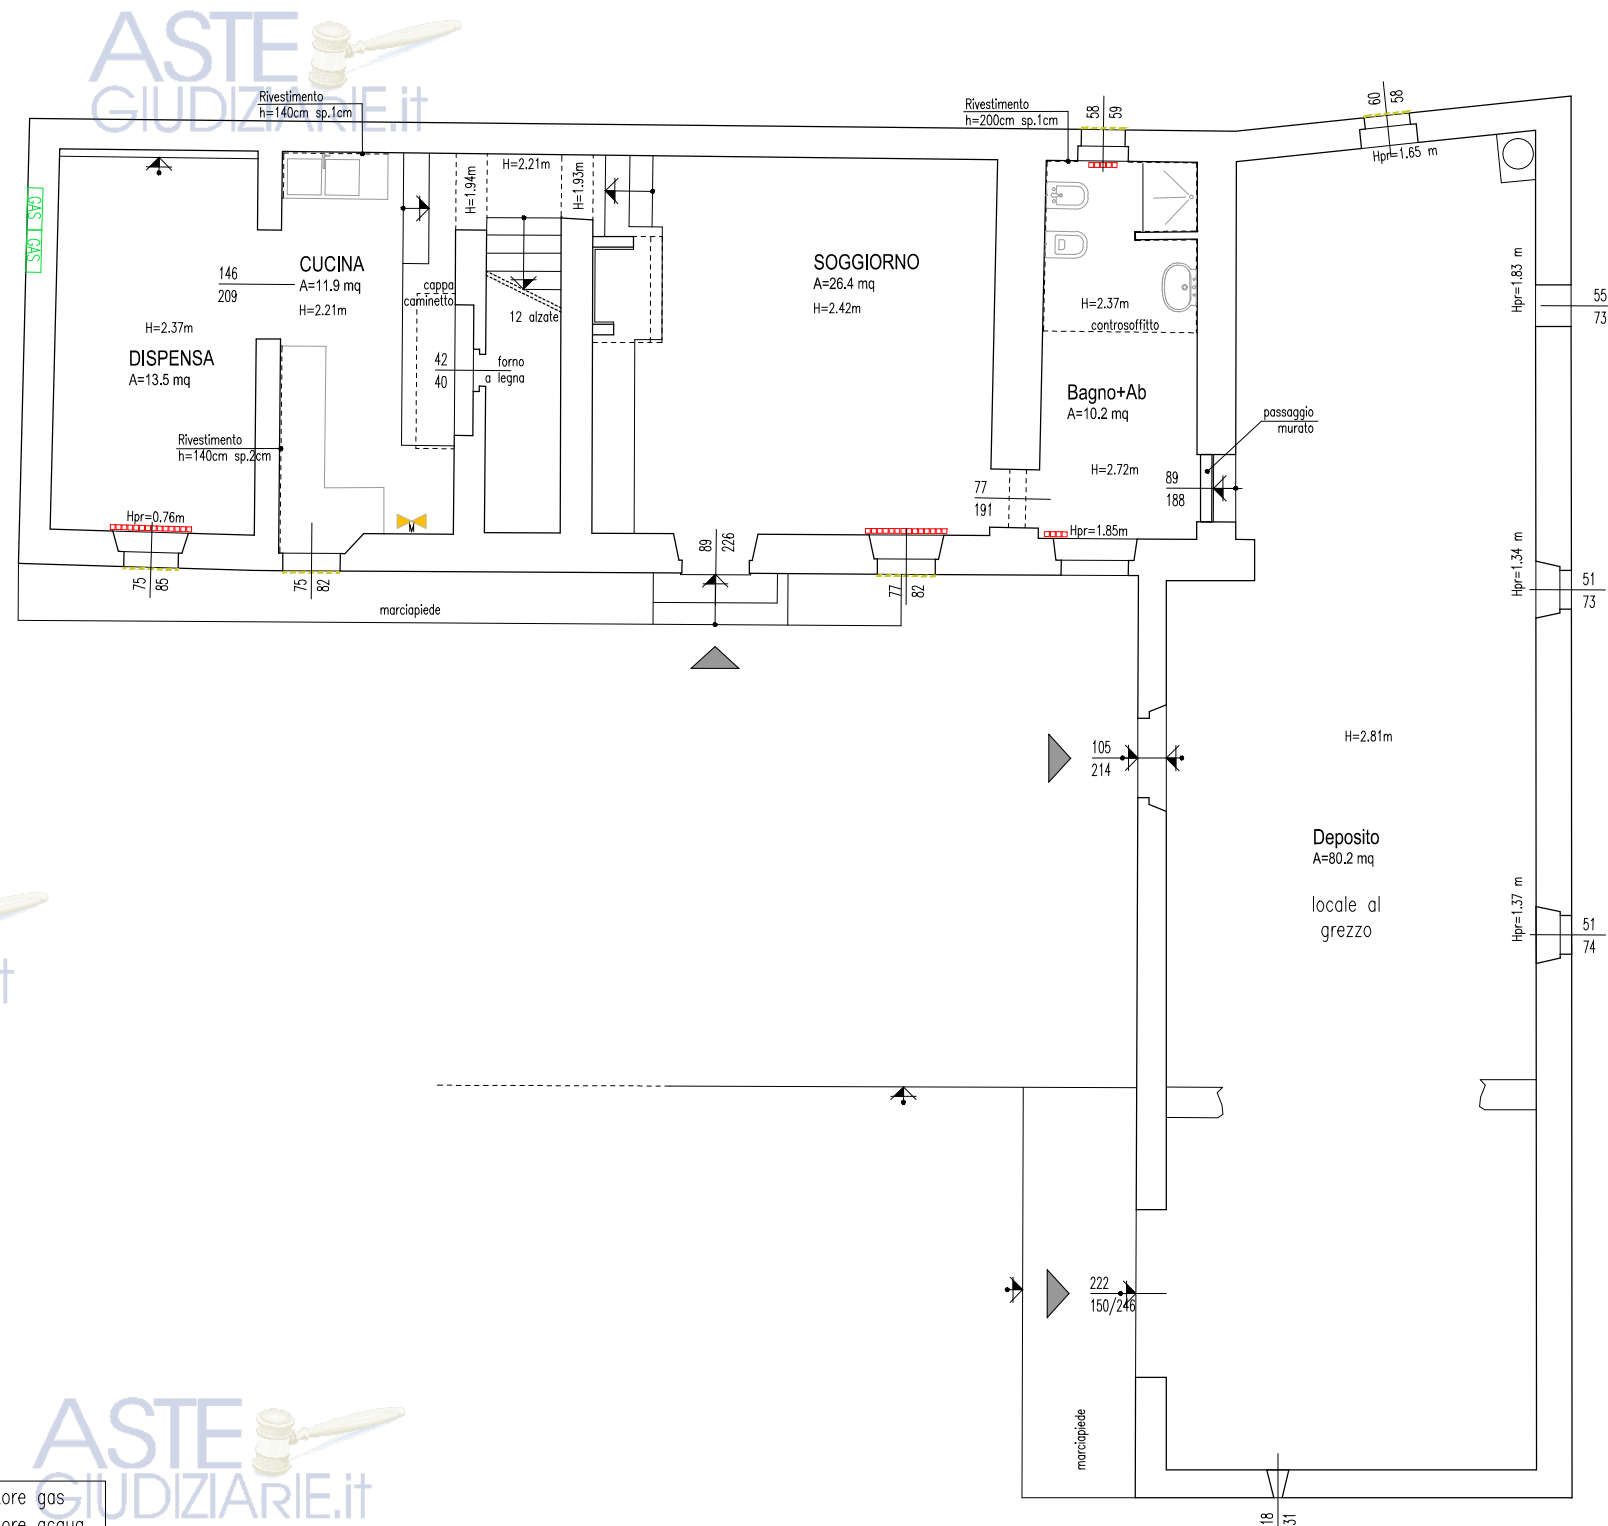 ASTE
GIUDIZIARIE.it
Rivestimento
h=140cm sp.1cm
Rivestimento
h=200cm sp.1cm
58
59
60
58
Hpr=1.65 m
GAS
GAS
H=1.94m
H=2.21m
H=1.93m
CUCINA
A=11.9 mq
H=2.21m
146
209
cappa
caminetto
12 alzate
SOGGIORNO
A=26.4 mq
H=2.42m
H=2.37m
controsoffitto
Hpr=1.83 m
55
73
H=2.37m
DISPENSA
A=13.5 mq
42
40
forno
a legna
Bagno+Ab
A=10.2 mq
passaggio
murato
Rivestimento
h=140cm sp.2cm
H=2.72m
77
191
89
188
Hpr=0.76m
M
Hpr=1.85m
89
226
75
85
75
82
77
82
Hpr=1.34 m
51
73
marciapiede
H=2.81m
105
214
Deposito
A=80.2 mq
locale al
grezzo
Hpr=1.37 m
51
74
222
150/246
marciapiede
ASTE
GIUDIZIARIE.it
ore gas
ore acqua
18
31